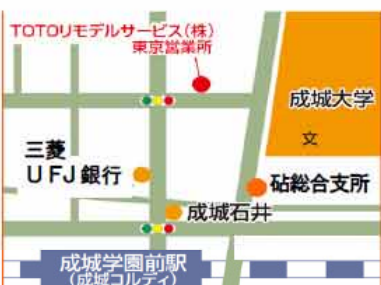 TOTOリモデルサービス(株)
東京営業所
成城大学
文
三菱
UFJ銀行
砧総合支所
成城石井
成城学園前駅
(成城コルティ)